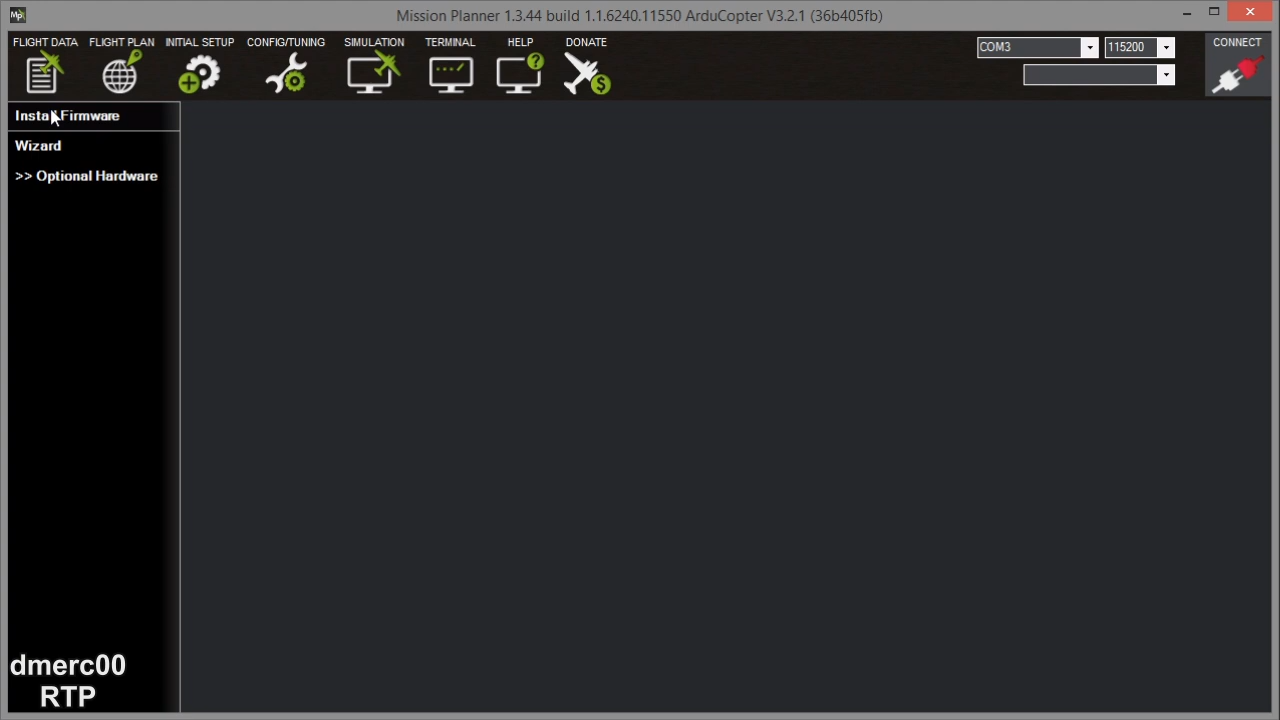 Mp
Mission Planner 1.3.44 build 1.1.6240.11550 ArduCopter V3.2.1 (36b405fb)
FLIGHT DATA FLIGHT PLAN INITIAL SETUP CONFIG/TUNING SIMULATION TERMINAL HELP DONATE
COM3 115200 CONNECT
Install Firmware
Wizard
>> Optional Hardware
dmerc00
RTP